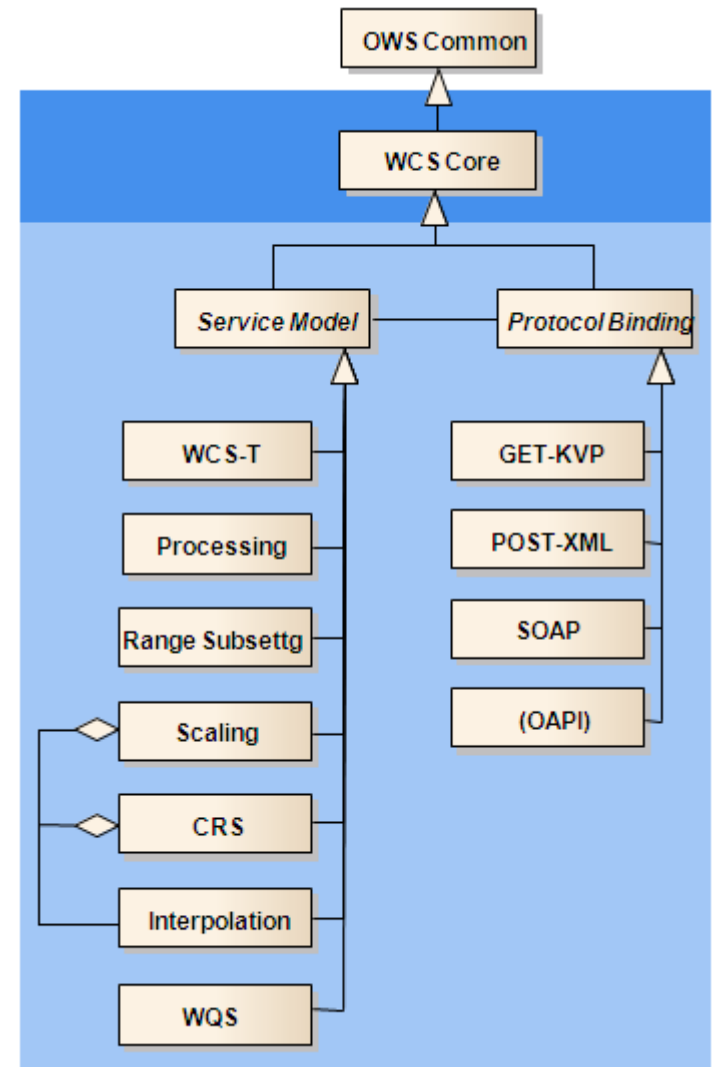 OWS Common
WCS Core
Service Model
Protocol Binding
WCS-T
Processing
Range Subsettg
Scaling
CRS
Interpolation
WQS
GET-KVP
POST-XML
SOAP
(OAPI)